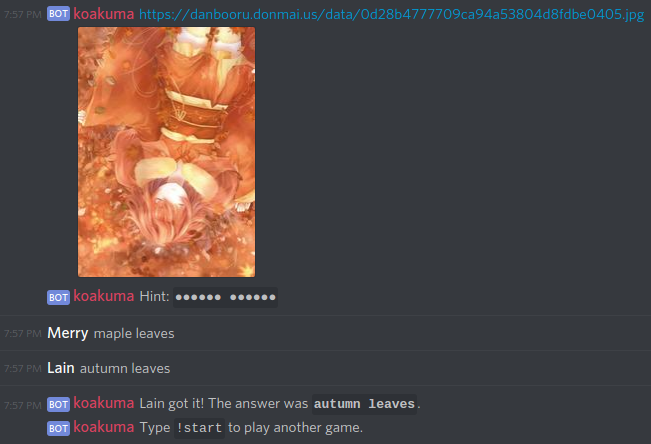 7:57 PM BOT koakuma https://danbooru.donmai.us/data/0d28b4777709ca94a53804d8fdbe0405.jpg
BOT koakuma Hint: ●●●●●● ●●●●●●
7:57 PM Merry maple leaves
7:57 PM Lain autumn leaves
7:57 PM BOT koakuma Lain got it! The answer was autumn leaves.
BOT koakuma Type !start to play another game.